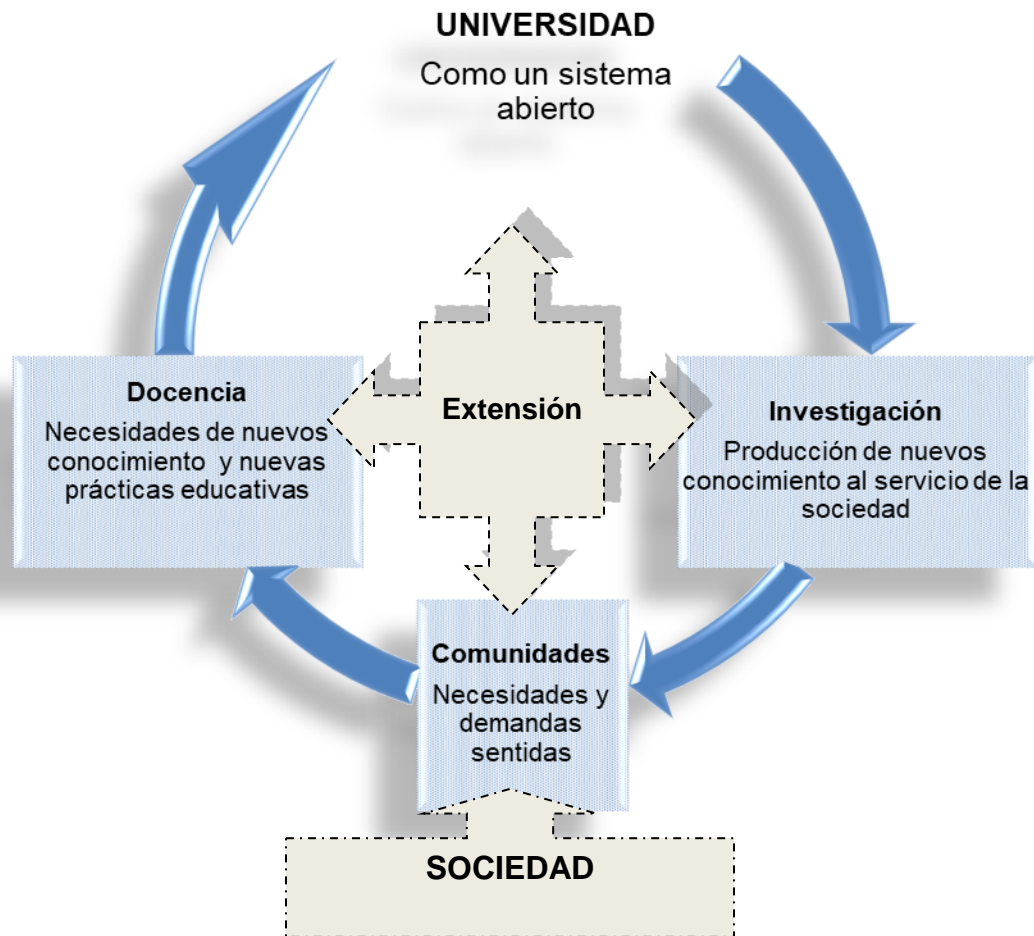 UNIVERSIDAD
Como un sistema
abierto
Docencia
Necesidades de nuevos
conocimiento y nuevas
prácticas educativas
Extensión
Investigación
Producción de nuevos
conocimiento al servicio de la
sociedad
Comunidades
Necesidades y
demandas
sentidas
SOCIEDAD